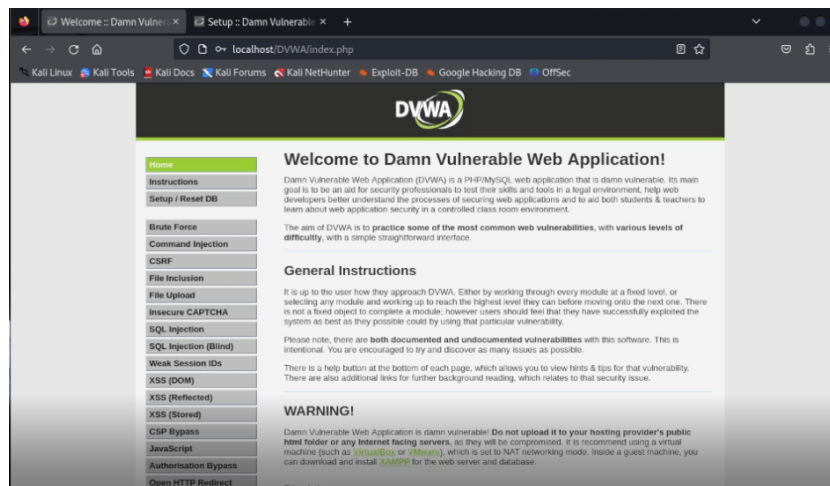 Welcome :: Damn Vulnera
Setup :: Damn Vulnerable
localhost/DVWA/index.php
Kali Linux Kali Tools Kali Docs Kali Forums Kali NetHunter Exploit-DB Google Hacking DB OffSec
DVWA
Home
Instructions
Setup / Reset DB
Brute Force
Command Injection
CSRF
File Inclusion
File Upload
Insecure CAPTCHA
SQL Injection
SQL Injection (Blind)
Weak Session IDs
XSS (DOM)
XSS (Reflected)
XSS (Stored)
CSP Bypass
JavaScript
Authorisation Bypass
Open HTTP Redirect
Welcome to Damn Vulnerable Web Application!
Damn Vulnerable Web Application (DVWA) is a PHP/MySQL web application that is damn vulnerable. Its main
goal is to be an aid for security professionals to test their skills and tools in a legal environment, help web
developers better understand the processes of securing web applications and to aid both students & teachers to
learn about web application security in a controlled class room environment.
The aim of DVWA is to practice some of the most common web vulnerabilities, with various levels of
difficultly, with a simple straightforward interface.
General Instructions
It is up to the user how they approach DVWA. Either by working through every module at a fixed level, or
selecting any module and working up to reach the highest level they can before moving onto the next one. There
is not a fixed object to complete a module; however users should feel that they have successfully exploited the
system as best as they possible could by using that particular vulnerability.
Please note, there are both documented and undocumented vulnerabilities with this software. This is
intentional. You are encouraged to try and discover as many issues as possible.
There is a help button at the bottom of each page, which allows you to view hints & tips for that vulnerability.
There are also additional links for further background reading, which relates to that security issue.
WARNING!
Damn Vulnerable Web Application is damn vulnerable! Do not upload it to your hosting provider's public
html folder or any Internet facing servers, as they will be compromised. It is recommend using a virtual
machine (such as VirtualBox or VMware), which is set to NAT networking mode. Inside a guest machine, you
can download and install XAMPP for the web server and database.